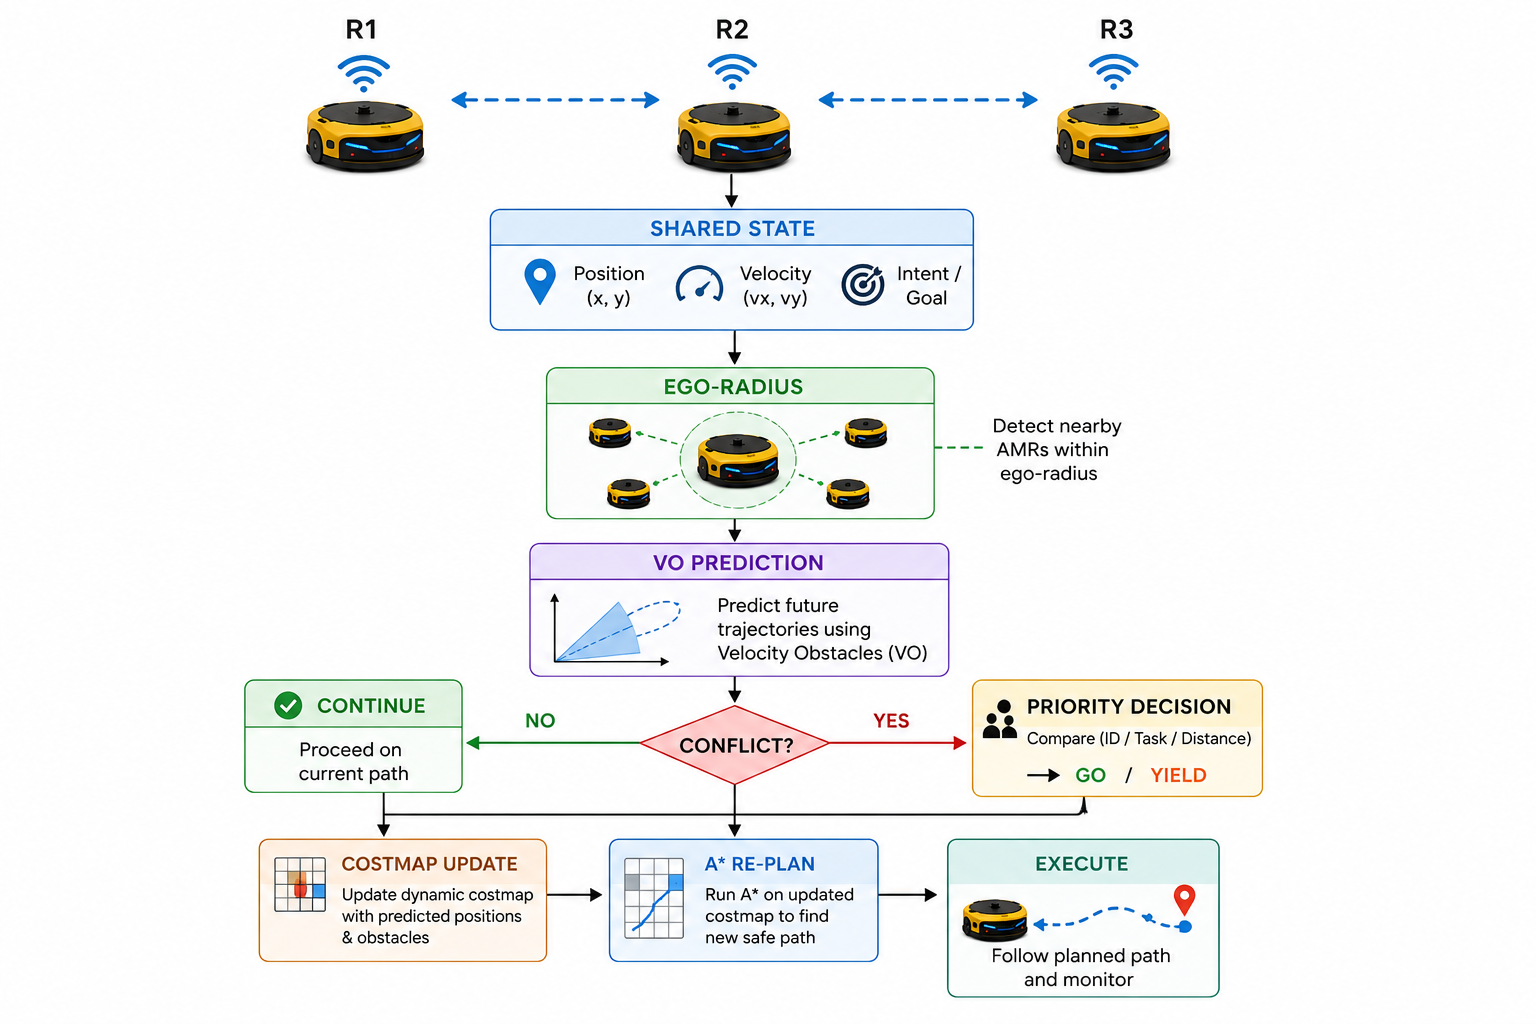 R1
R2
R3
SHARED STATE
Position
(x, y)
Velocity
(vx, vy)
Intent /
Goal
EGO-RADIUS
Detect nearby
AMRs within
ego-radius
VO PREDICTION
Predict future
trajectories using
Velocity Obstacles (VO)
CONTINUE
Proceed on
current path
NO
CONFLICT?
YES
PRIORITY DECISION
Compare (ID / Task / Distance)
→ GO / YIELD
COSTMAP UPDATE
Update dynamic costmap
with predicted positions
& obstacles
A* RE-PLAN
Run A* on updated
costmap to find
new safe path
EXECUTE
Follow planned path
and monitor